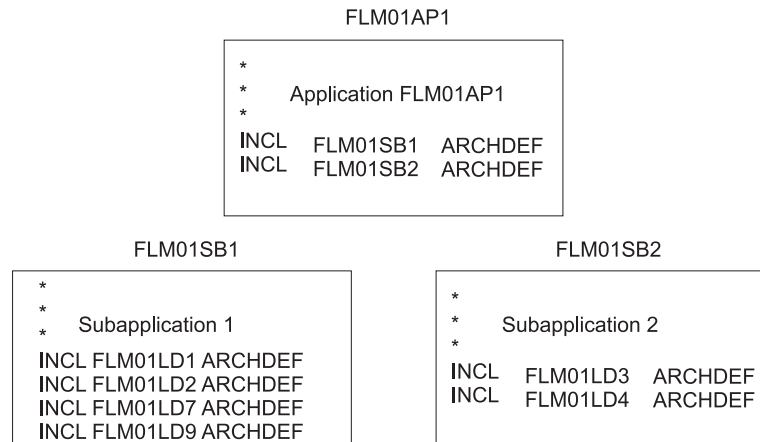 FLM01AP1
*
* Application FLM01AP1
*
INCL FLM01SB1 ARCHDEF
INCL FLM01SB2 ARCHDEF
FLM01SB1
*
*
* Subapplication 1
INCL FLM01LD1 ARCHDEF
INCL FLM01LD2 ARCHDEF
INCL FLM01LD7 ARCHDEF
INCL FLM01LD9 ARCHDEF
FLM01SB2
*
* Subapplication 2
*
INCL FLM01LD3 ARCHDEF
INCL FLM01LD4 ARCHDEF